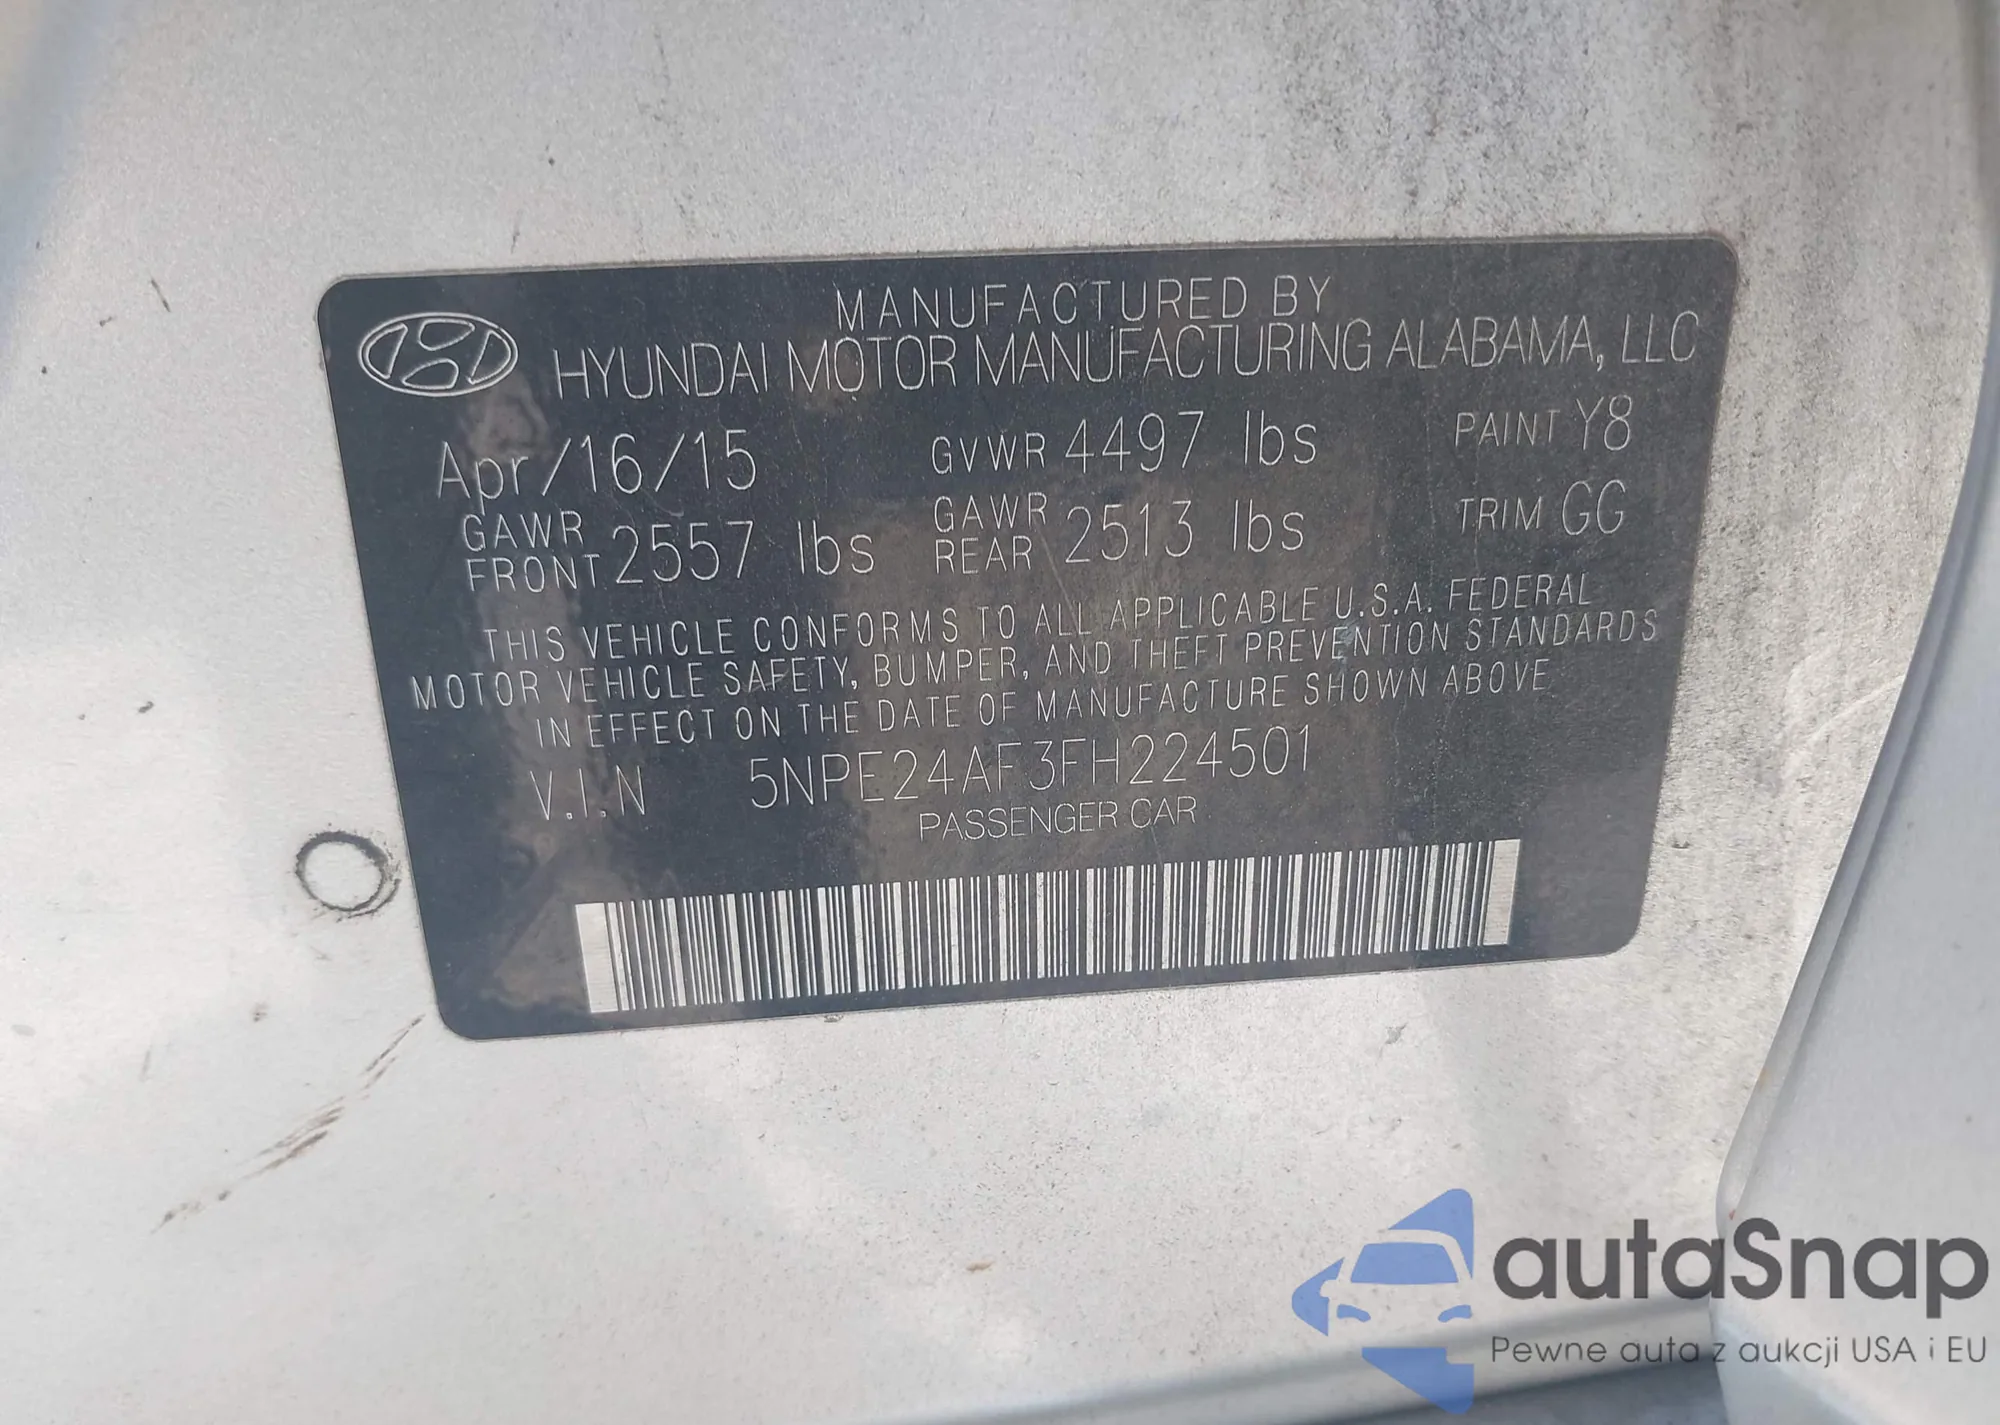 MANUFACTURED BY
HYUNDAI MOTOR MANUFACTURING ALABAMA, LLC
Apr/16/15 GVWR 4497 lbs PAINT Y8
GAWR FRONT 2557 lbs GAWR REAR 2513 lbs TRIM GG
THIS VEHICLE CONFORMS TO ALL APPLICABLE U.S.A. FEDERAL
MOTOR VEHICLE SAFETY, BUMPER, AND THEFT PREVENTION STANDARDS
IN EFFECT ON THE DATE OF MANUFACTURE SHOWN ABOVE
V.I.N 5NPE24AF3FH224501
PASSENGER CAR
autaSnap
Pewne auta z aukcji USA i EU